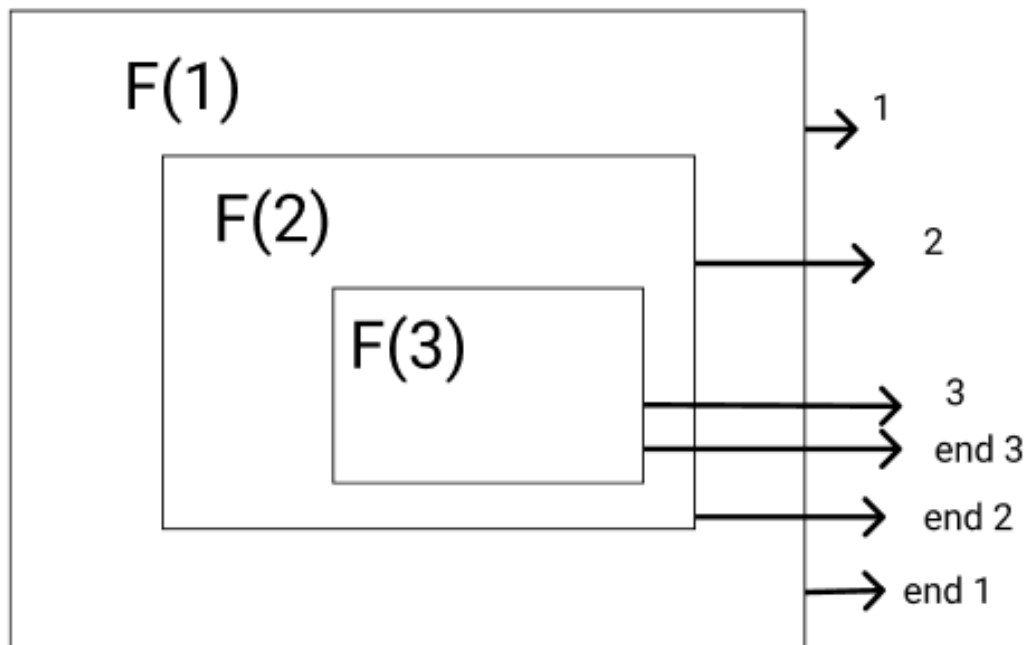 F(1)
1
F(2)
2
F(3)
3
end 3
end 2
end 1